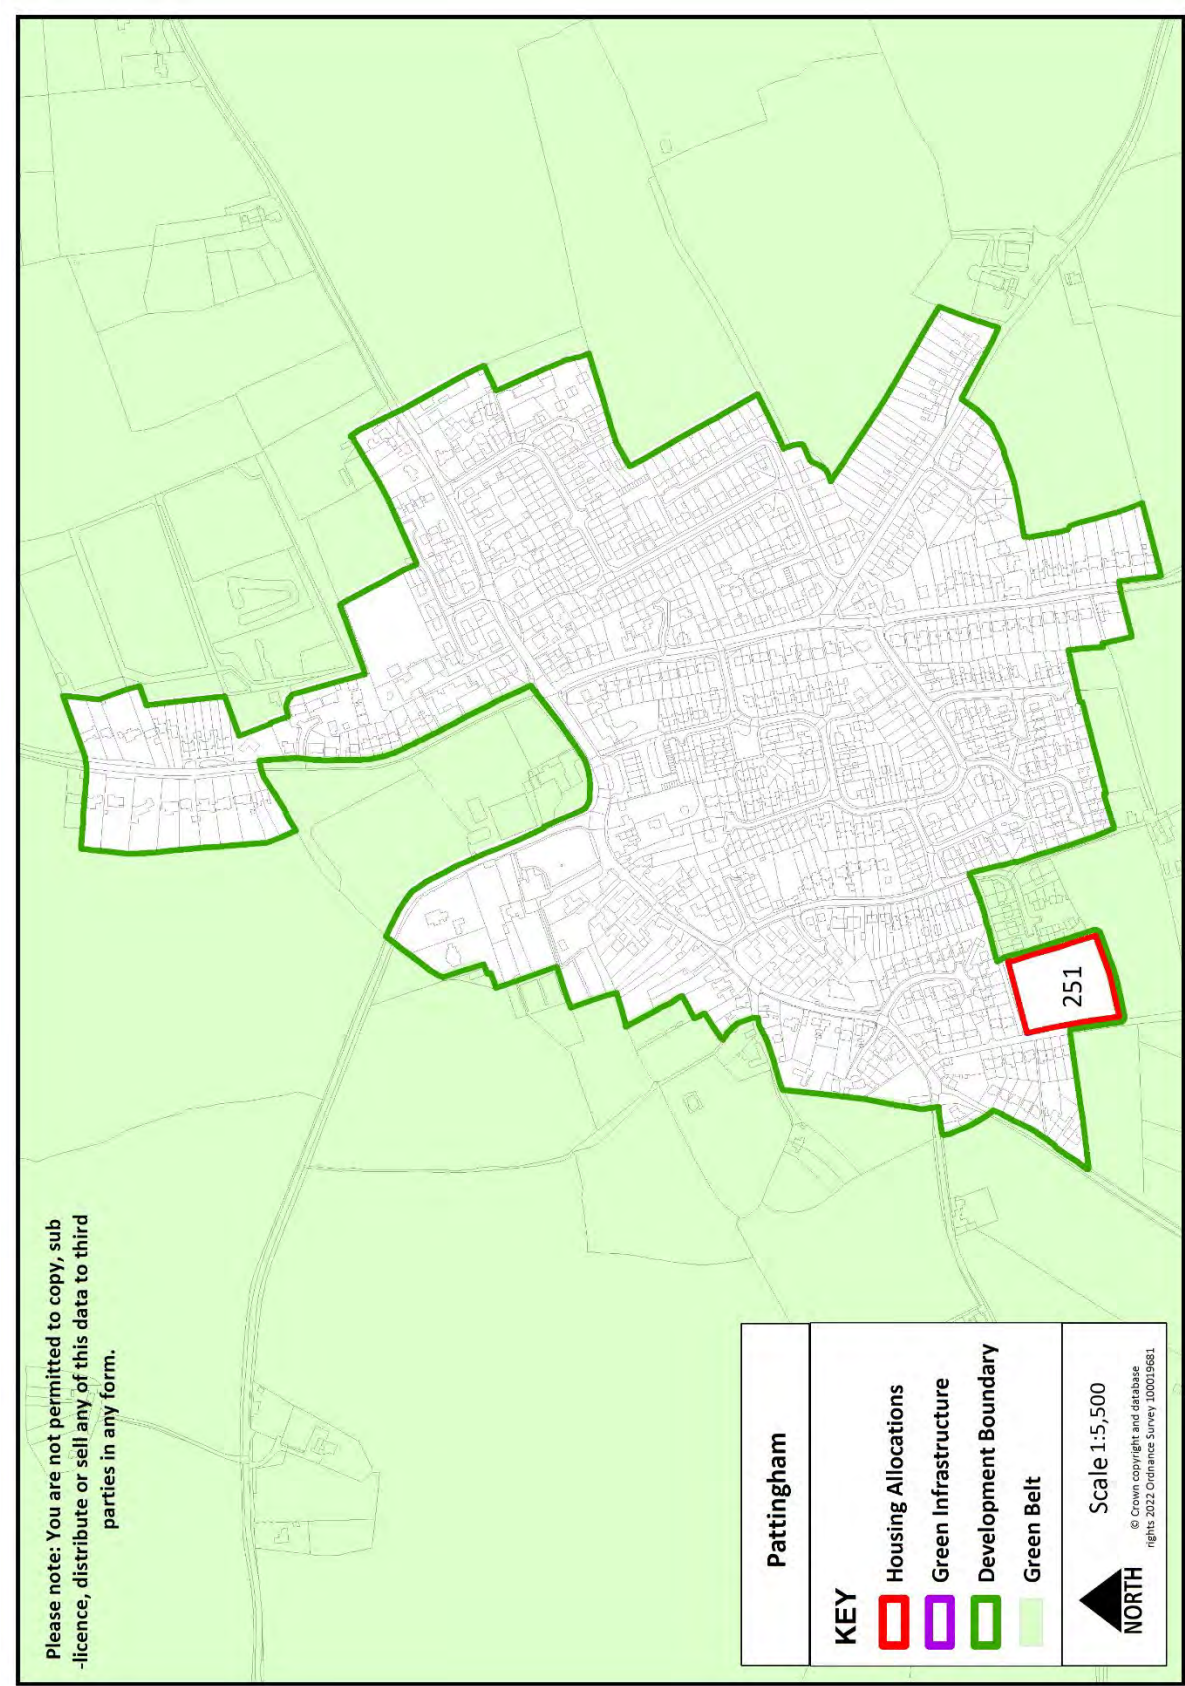 Please note: You are not permitted to copy, sub
-licence, distribute or sell any of this data to third
parties in any form.
251
Pattingham
KEY
Housing Allocations
Green Infrastructure
Development Boundary
Green Belt
NORTH
Scale 1:5,500
© Crown copyright and database
rights 2022 Ordnance Survey 100019681